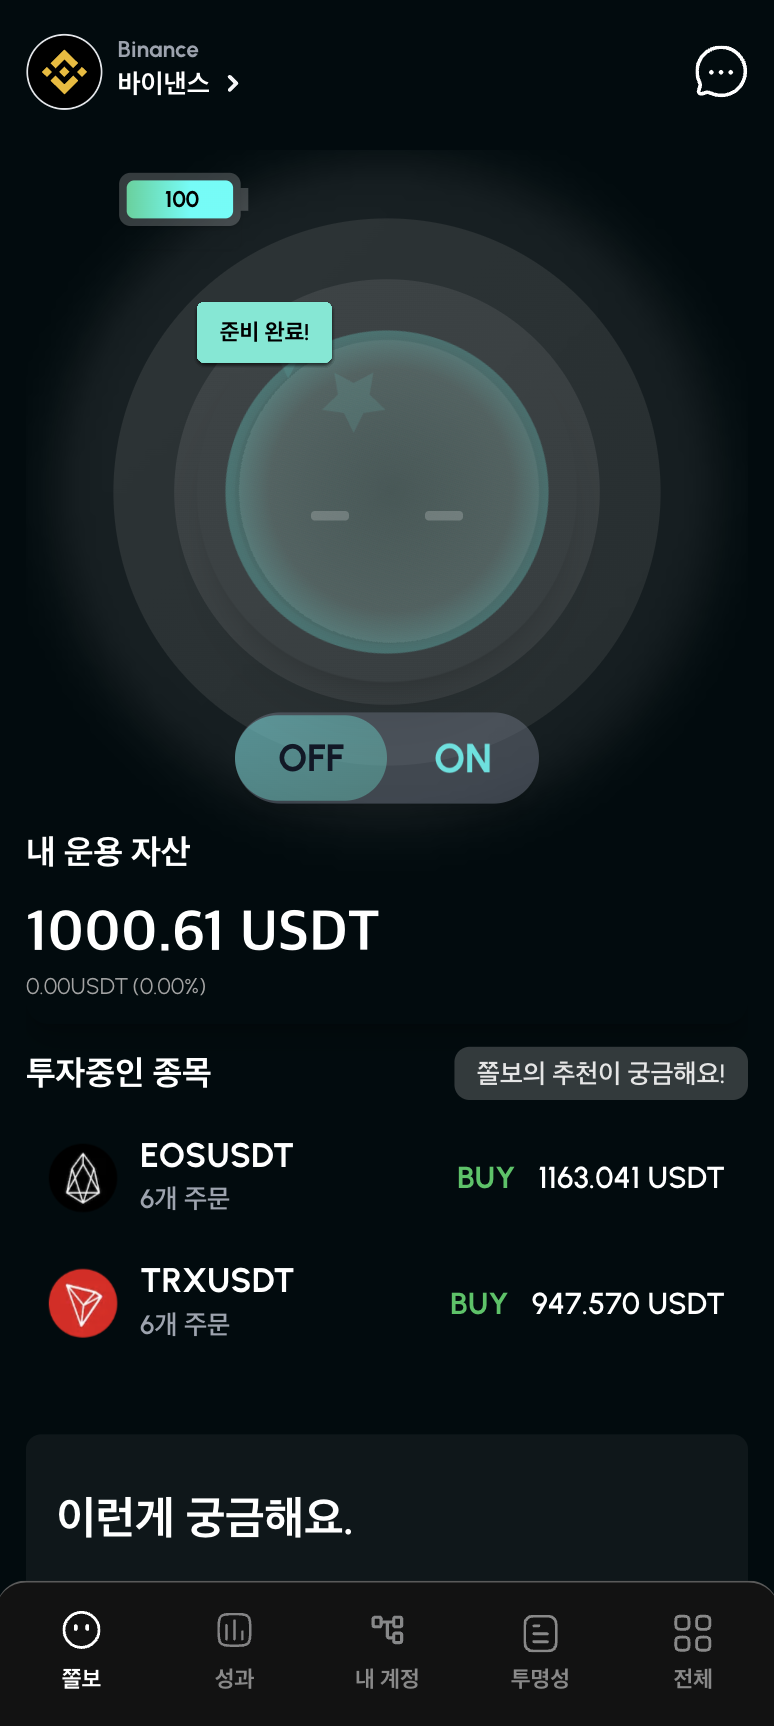 Binance
바이낸스
100
준비 완료!
OFF ON
내 운용 자산
1000.61 USDT
0.00USDT (0.00%)
투자중인 종목
쫄보의 추천이 궁금해요!
EOSUSDT
6개 주문
BUY 1163.041 USDT
TRXUSDT
6개 주문
BUY 947.570 USDT
이런게 궁금해요.
쫄보
성과
내 계정
투명성
전체